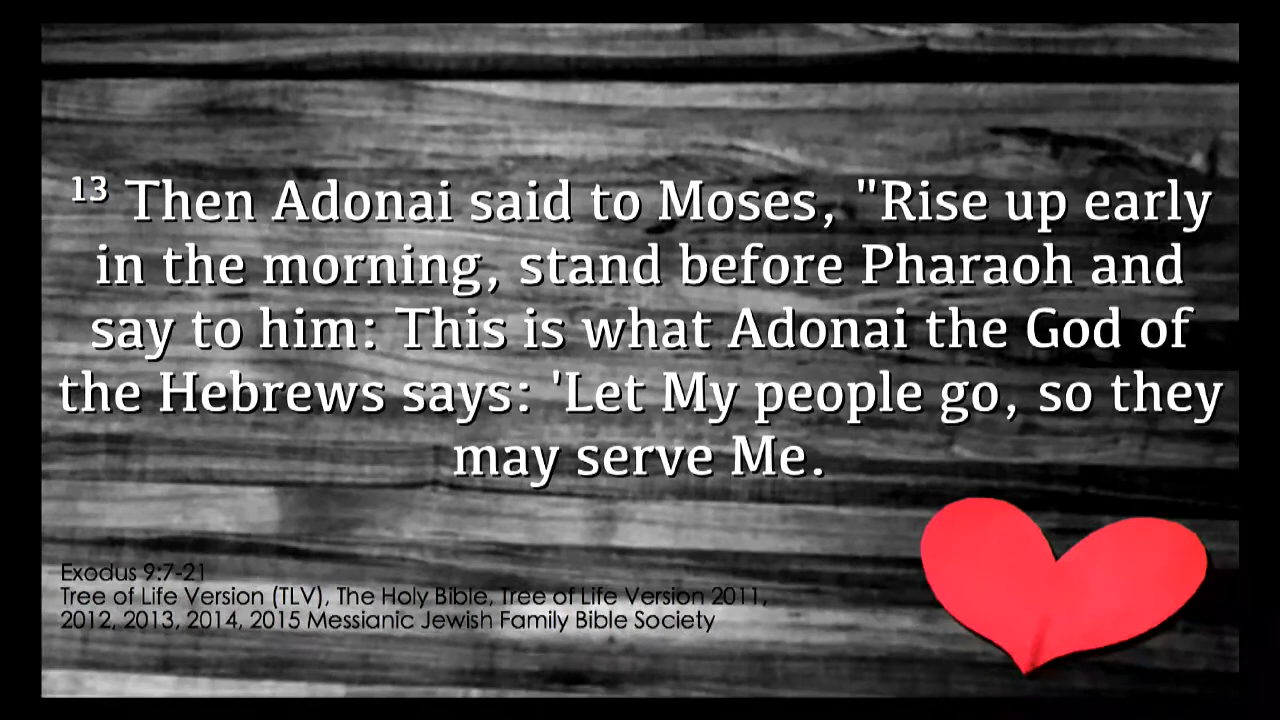 13 Then Adonai said to Moses, "Rise up early
in the morning, stand before Pharaoh and
say to him: This is what Adonai the God of
the Hebrews says: 'Let My people go, so they
may serve Me.
Exodus 9:7-21
Tree of Life Version (TLV), The Holy Bible, Tree of Life Version 2011,
2012, 2013, 2014, 2015 Messianic Jewish Family Bible Society